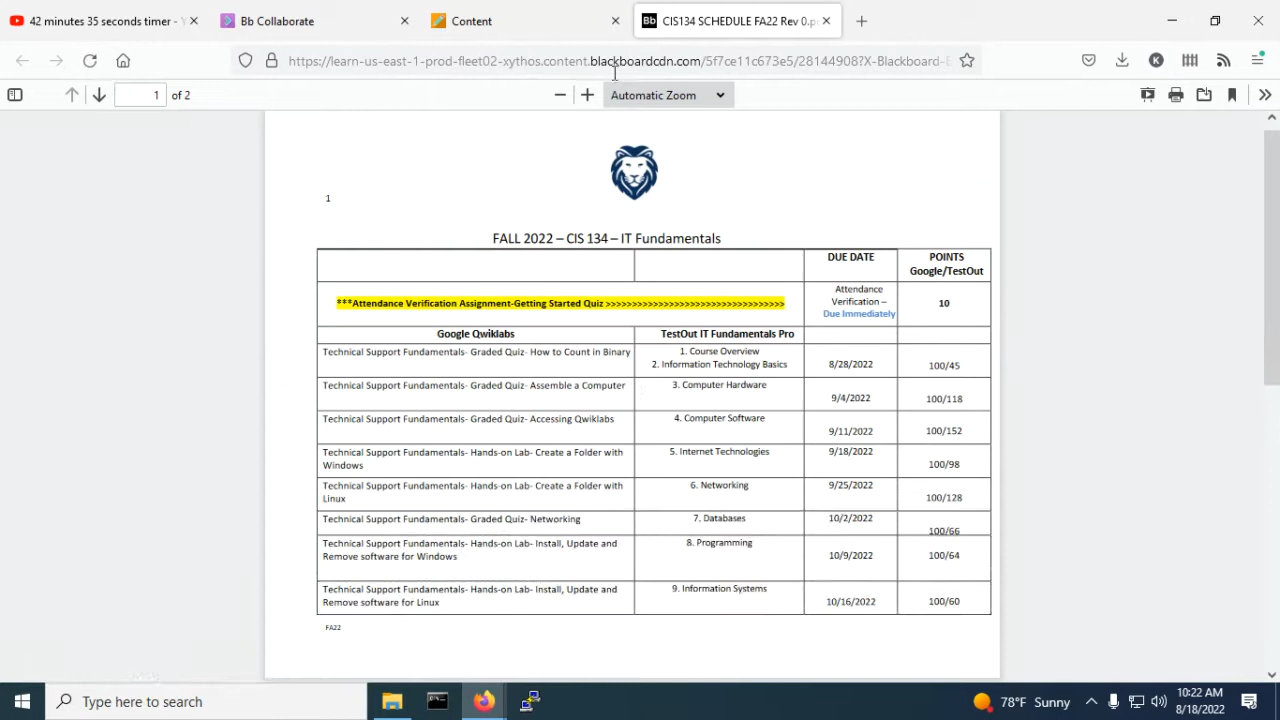 42 minutes 35 seconds timer -
Bb Collaborate
Content
Bb CIS134 SCHEDULE FA22 Rev 0.
https://learn-us-east-1-prod-fleet02-xythos.content.blackboardcdn.com/5f7ce11c673e5/28144908?X-Blackboard-
K
1 of 2
Automatic Zoom
1
FALL 2022 – CIS 134 – IT Fundamentals
DUE DATE
POINTS
Google/TestOut
***Attendance Verification Assignment-Getting Started Quiz >>>>>>>>>>>>>>>>>>>>>>>>>>>>>>>>>>
Attendance
Verification –
Due Immediately
10
Google Qwiklabs
TestOut IT Fundamentals Pro
Technical Support Fundamentals- Graded Quiz- How to Count in Binary
1. Course Overview
2. Information Technology Basics
8/28/2022
100/45
Technical Support Fundamentals- Graded Quiz- Assemble a Computer
3. Computer Hardware
9/4/2022
100/118
Technical Support Fundamentals- Graded Quiz- Accessing Qwiklabs
4. Computer Software
9/11/2022
100/152
Technical Support Fundamentals- Hands-on Lab- Create a Folder with
Windows
5. Internet Technologies
9/18/2022
100/98
Technical Support Fundamentals- Hands-on Lab- Create a Folder with
Linux
6. Networking
9/25/2022
100/128
Technical Support Fundamentals- Graded Quiz- Networking
7. Databases
10/2/2022
100/66
Technical Support Fundamentals- Hands-on Lab- Install, Update and
Remove software for Windows
8. Programming
10/9/2022
100/64
Technical Support Fundamentals- Hands-on Lab- Install, Update and
Remove software for Linux
9. Information Systems
10/16/2022
100/60
FA22
Type here to search
78°F Sunny
10:22 AM
8/18/2022